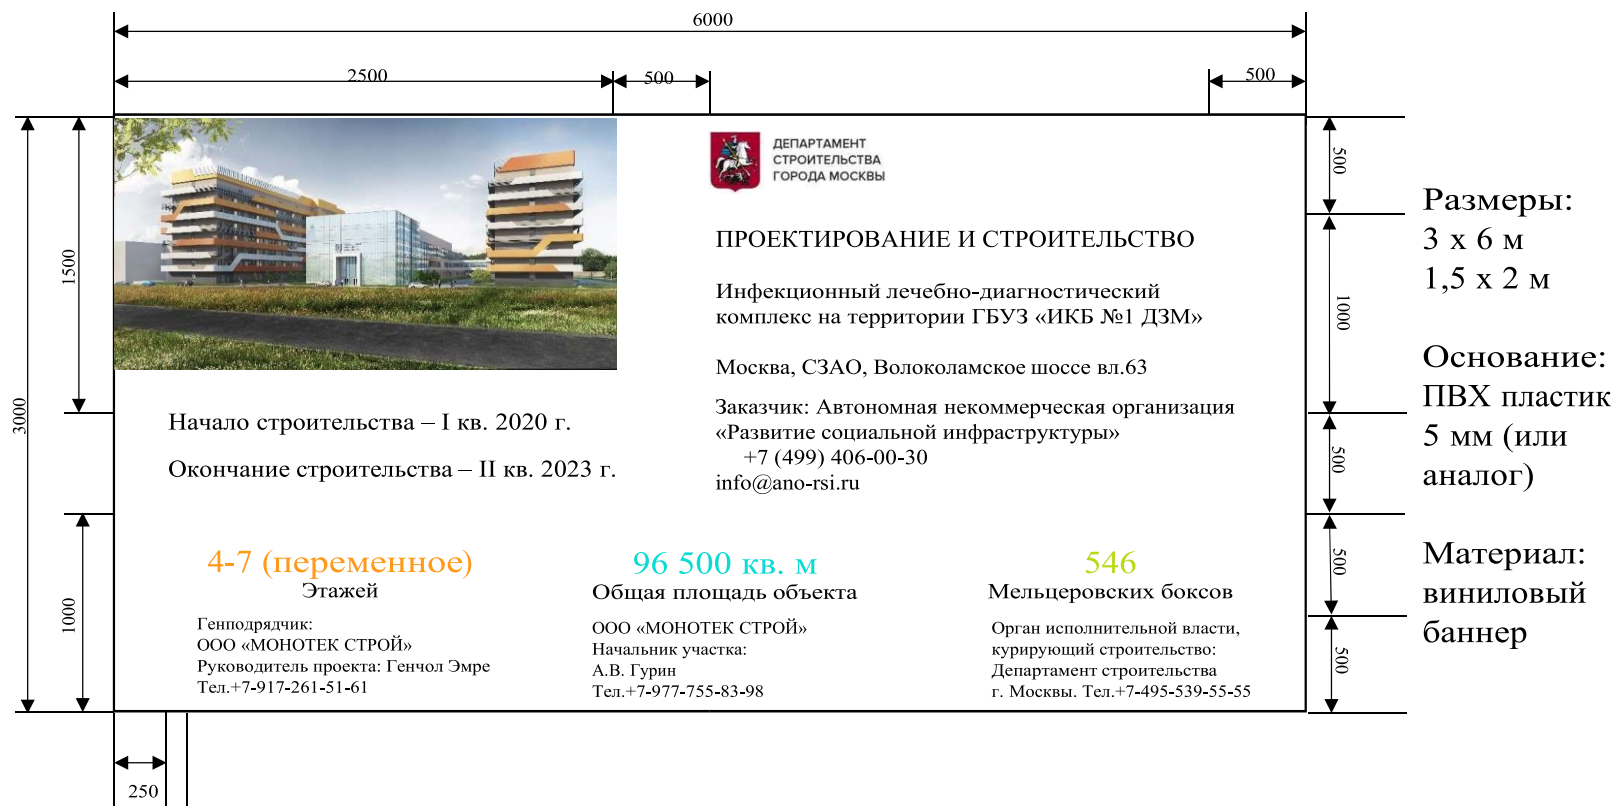 6000
2500
500
500
3000
1500
1000
250
ДЕПАРТАМЕНТ
СТРОИТЕЛЬСТВА
ГОРОДА МОСКВЫ
ПРОЕКТИРОВАНИЕ И СТРОИТЕЛЬСТВО
Инфекционный лечебно-диагностический
комплекс на территории ГБУЗ «ИКБ №1 ДЗМ»
Москва, СЗАО, Волоколамское шоссе вл.63
Заказчик: Автономная некоммерческая организация
«Развитие социальной инфраструктуры»
+7 (499) 406-00-30
info@ano-rsi.ru
Начало строительства – I кв. 2020 г.
Окончание строительства – II кв. 2023 г.
4-7 (переменное)
Этажей
96 500 кв. м
Общая площадь объекта
546
Мельцеровских боксов
Генподрядчик:
ООО «МОНОТЕК СТРОЙ»
Руководитель проекта: Генчол Эмре
Тел.+7-917-261-51-61
ООО «МОНОТЕК СТРОЙ»
Начальник участка:
А.В. Гурин
Тел.+7-977-755-83-98
Орган исполнительной власти,
курирующий строительство:
Департамент строительства
г. Москвы. Тел.+7-495-539-55-55
500
1000
500
500
500
Размеры:
3 х 6 м
1,5 х 2 м
Основание:
ПВХ пластик
5 мм (или
аналог)
Материал:
виниловый
баннер